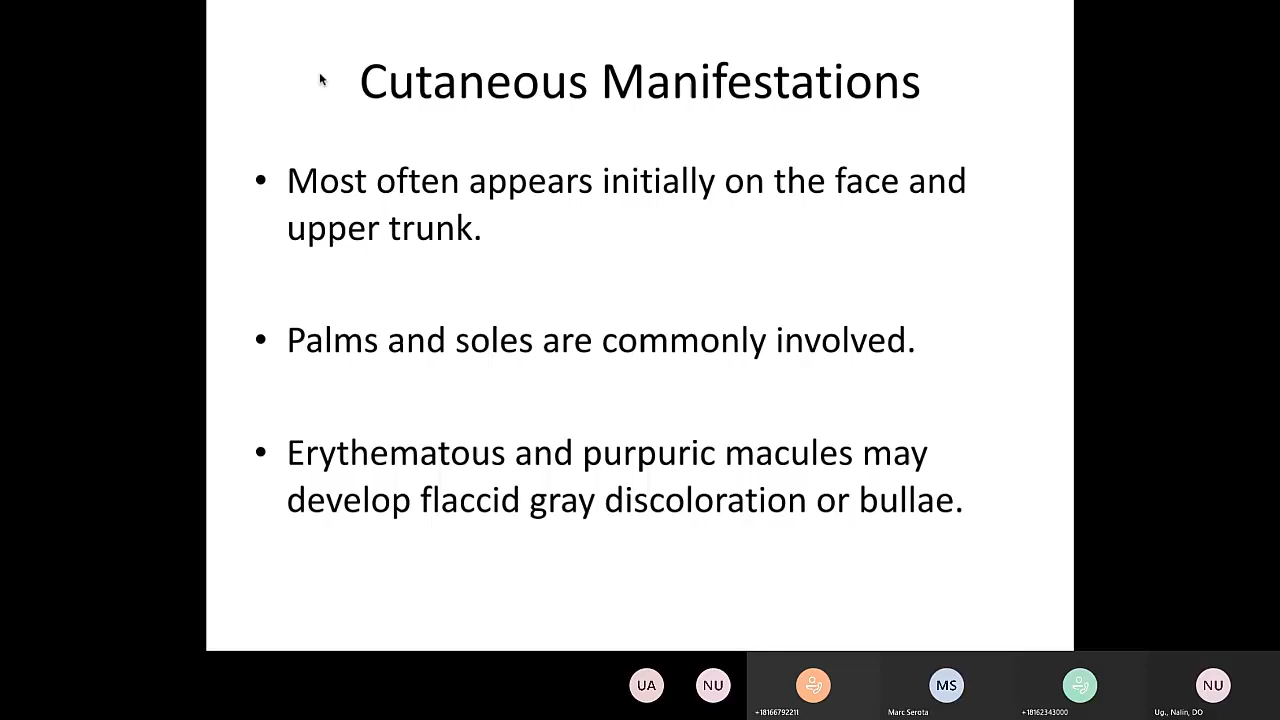 Cutaneous Manifestations
• Most often appears initially on the face and
upper trunk.
• Palms and soles are commonly involved.
• Erythematous and purpuric macules may
develop flaccid gray discoloration or bullae.
UA NU MS NU
+18166792211 Marc Serota +18162343000 Ug., Nalin, DO